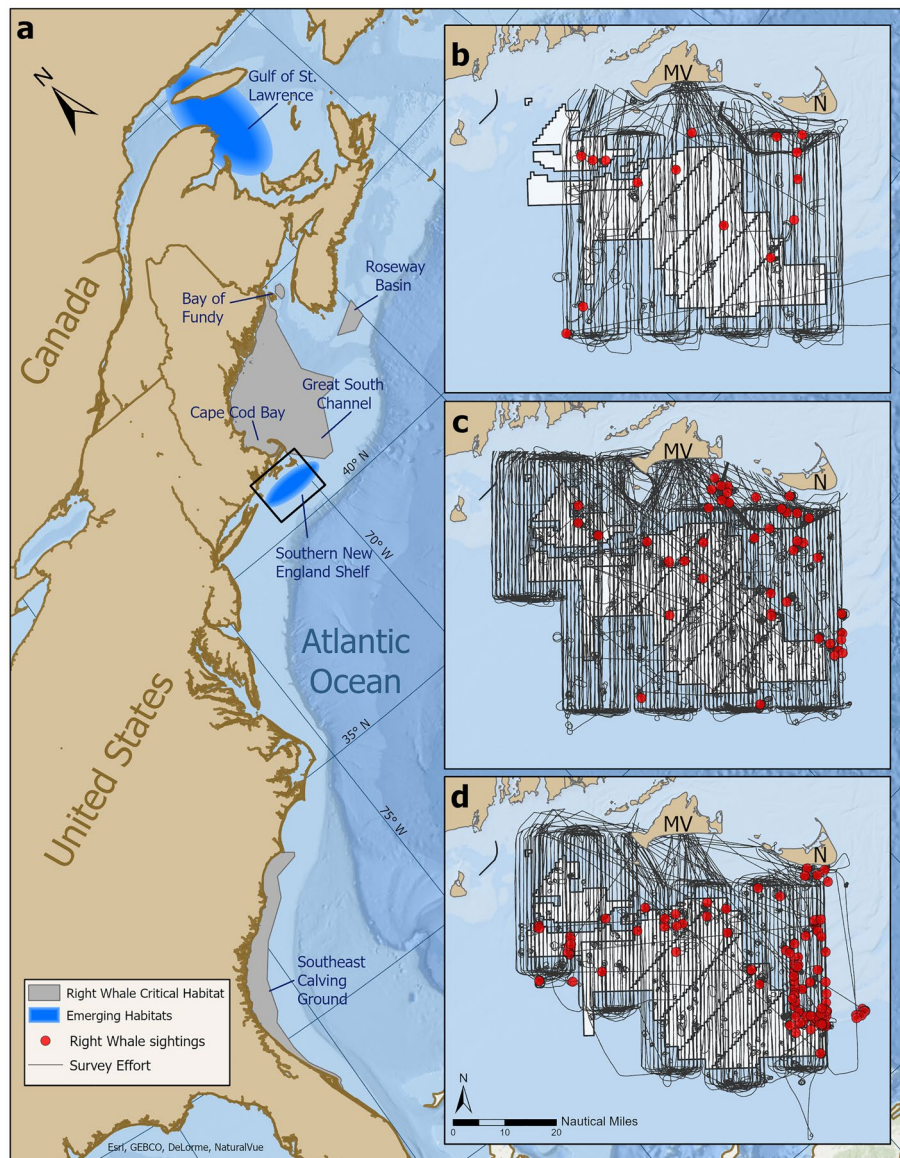 a
N
Gulf of St.
Lawrence
Canada
Bay of
Fundy
Roseway
Basin
Great South
Channel
Cape Cod Bay
40° N
70° W
Southern New
England Shelf
Atlantic
Ocean
United States
35° N
75° W
Southeast
Calving
Ground
Right Whale Critical Habitat
Emerging Habitats
Right Whale sightings
Survey Effort
Esri, GEBCO, DeLorme, NaturalVue
b
MV
N
c
MV
N
d
MV
N
N
Nautical Miles
0 5 10 20